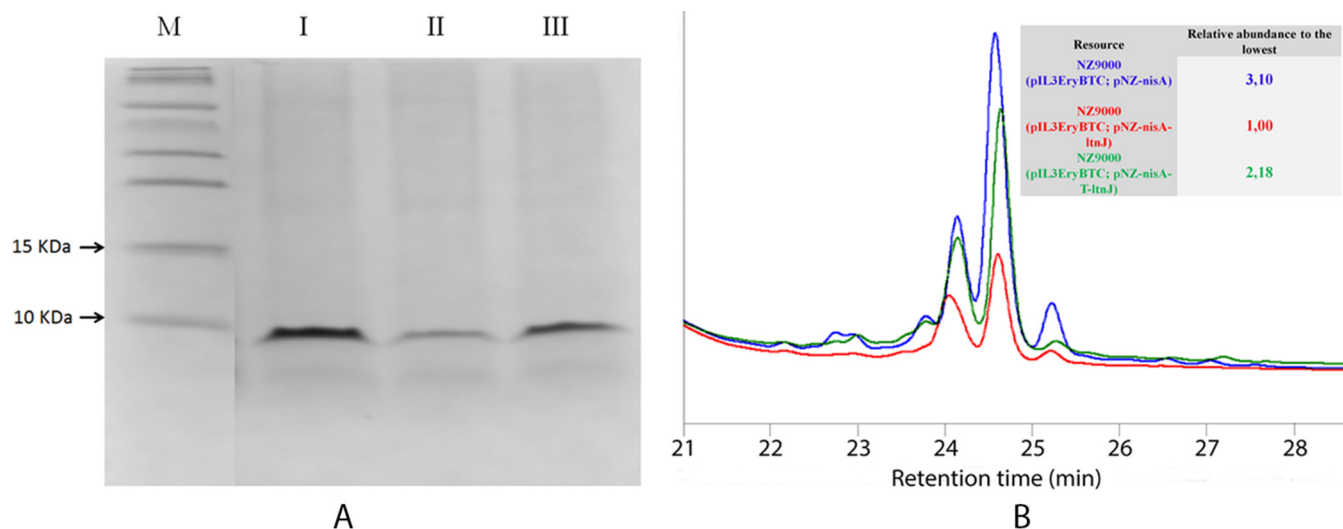 M I II III
15 KDa
10 KDa
A
Resource
Relative abundance to the
lowest
NZ9000
(pIL3EryBTC; pNZ-nisA)
3,10
NZ9000
(pIL3EryBTC; pNZ-nisA-
ltnJ)
1,00
NZ9000
(pIL3EryBTC; pNZ-nisA-
T-ltnJ)
2,18
21 22 23 24 25 26 27 28
Retention time (min)
B